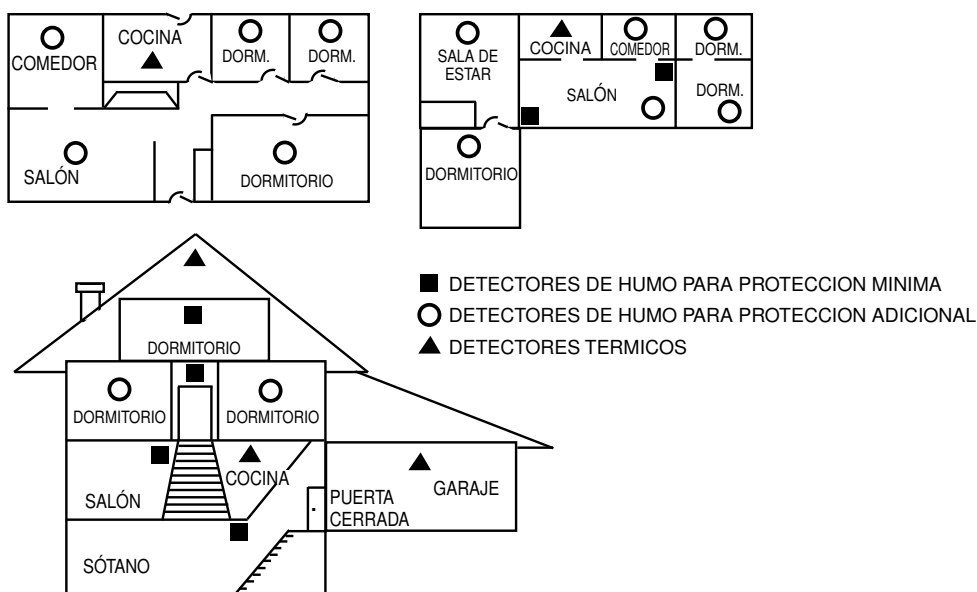 COMEDOR
COCINA
DORM.
DORM.
SALÓN
DORMITORIO
SALA DE
ESTAR
COCINA
COMEDOR
DORM.
SALÓN
DORM.
DORMITORIO
DETECTORES DE HUMO PARA PROTECCION MINIMA
DETECTORES DE HUMO PARA PROTECCION ADICIONAL
DETECTORES TERMICOS
DORMITORIO
DORMITORIO
DORMITORIO
SALÓN
COCINA
PUERTA
CERRADA
GARAJE
SÓTANO